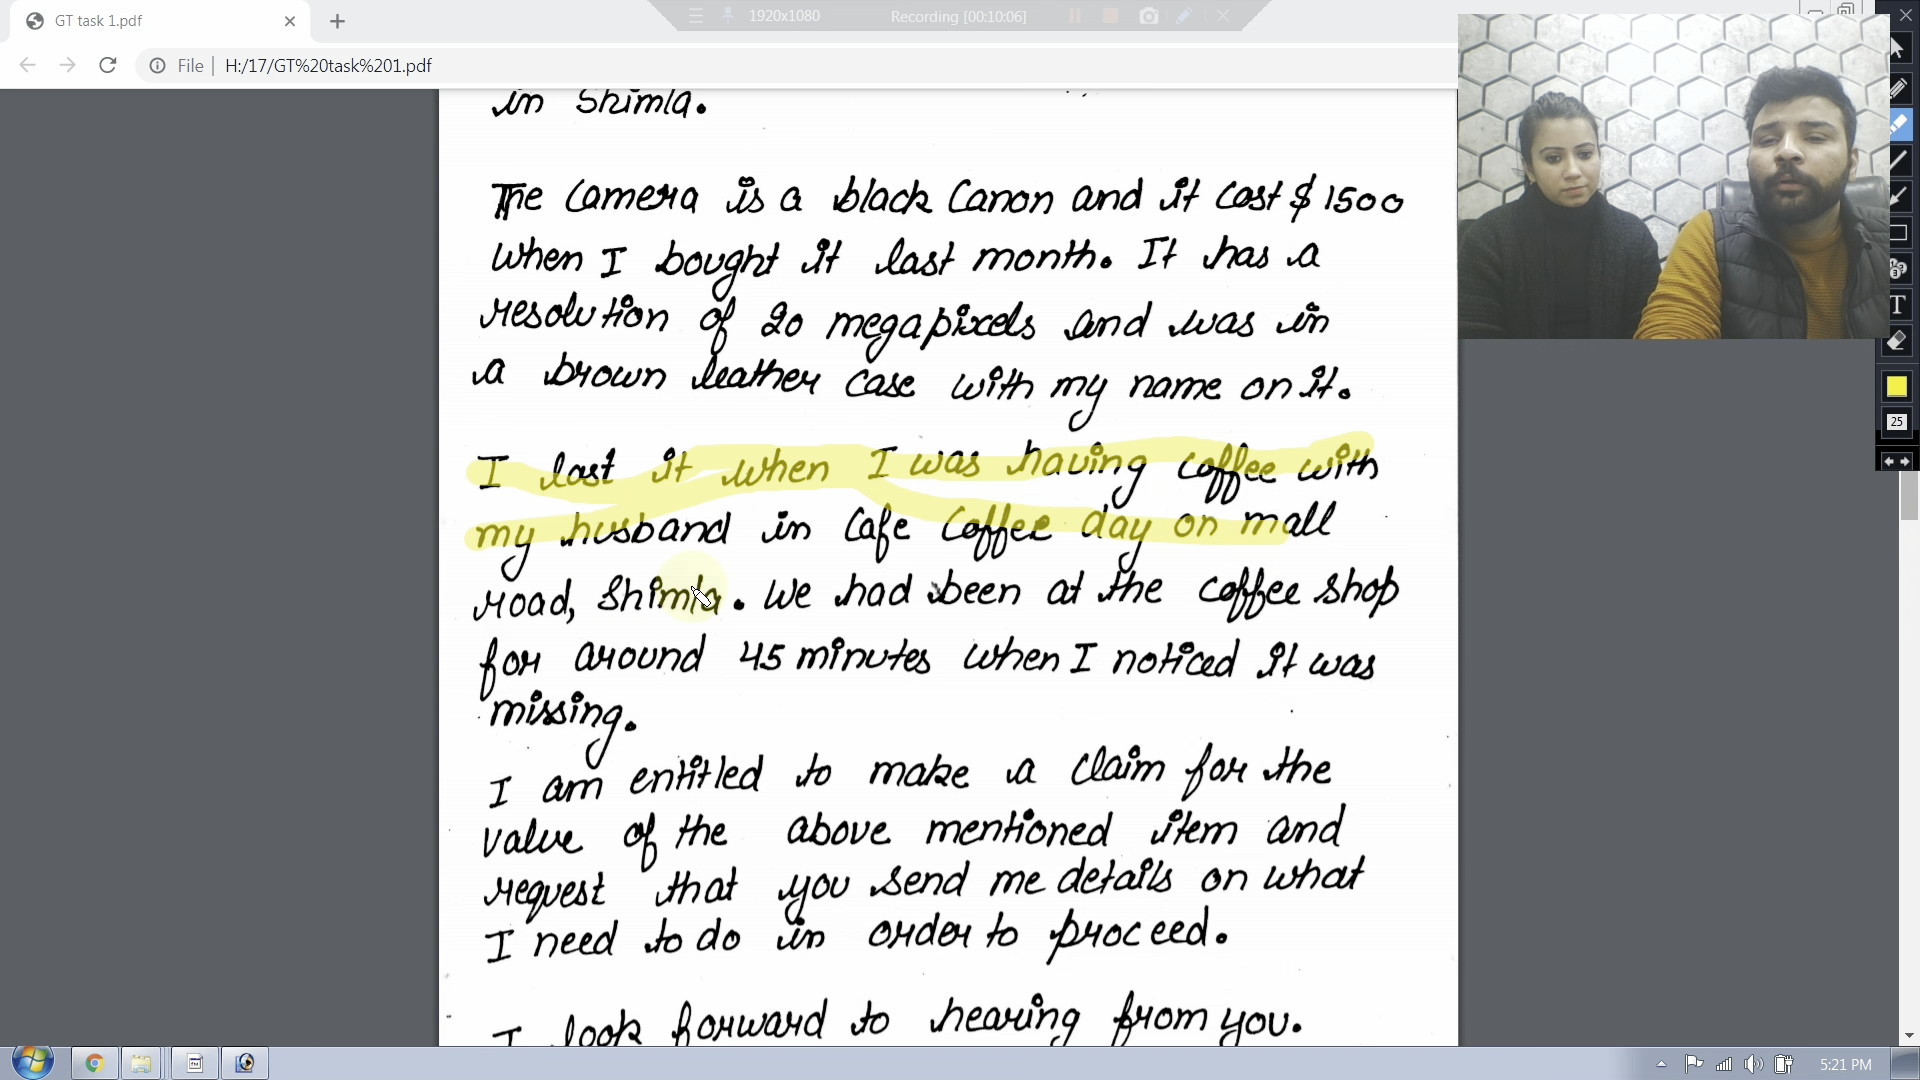 GT task 1.pdf
1920x1080
Recording [00:10:06]
File
H:/17/GT%20task%201.pdf
in Shimla.
The Camera is a black Canon and it cost $ 1500
when I bought it last month. It has a
resolution of 20 megapixels and was in
a brown leather case with my name on it.
I last it when I was having coffee with
my husband in Cafe Coffee day on mall
road, Shimla. We had been at the coffee shop
for around 45 minutes when I noticed it was
missing.
I am entitled to make a claim for the
value of the above mentioned item and
request that you send me details on what
I need to do in order to proceed.
I look forward to hearing from you.
T
25
5:21 PM